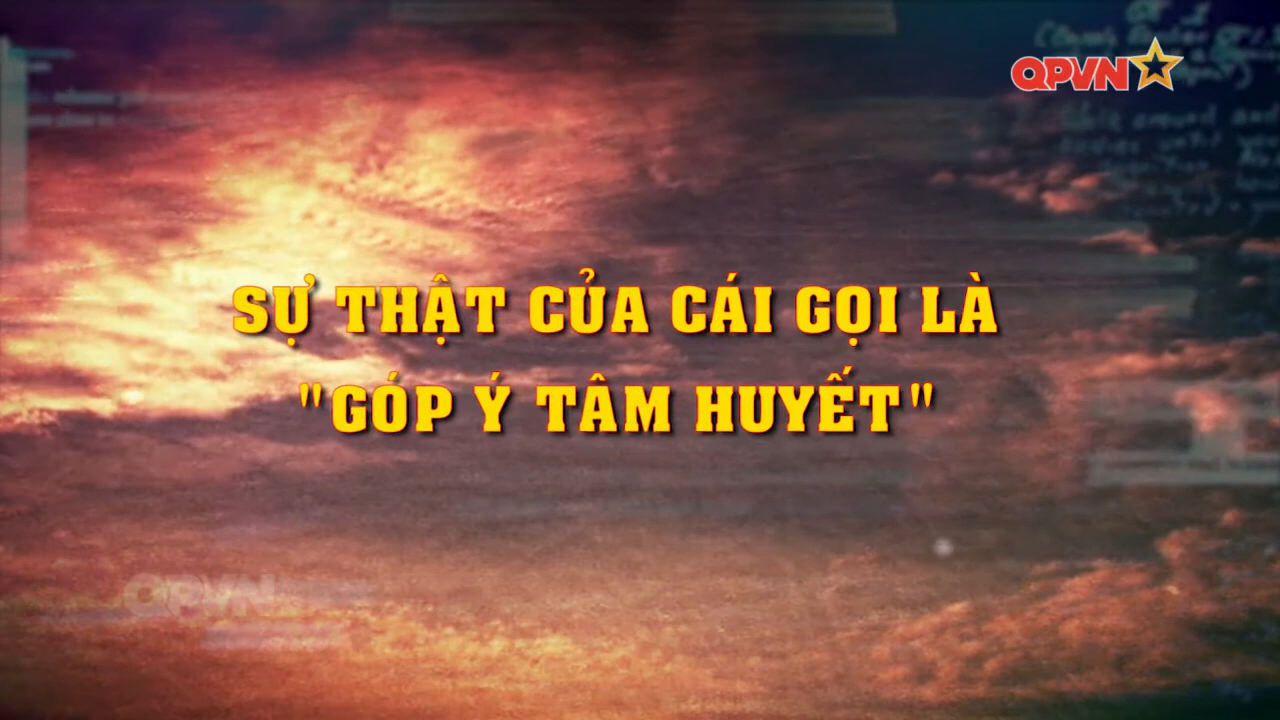 QPVN
SỰ THẬT CỦA CÁI GỌI LÀ
"GÓP Ý TÂM HUYẾT"
QPVN